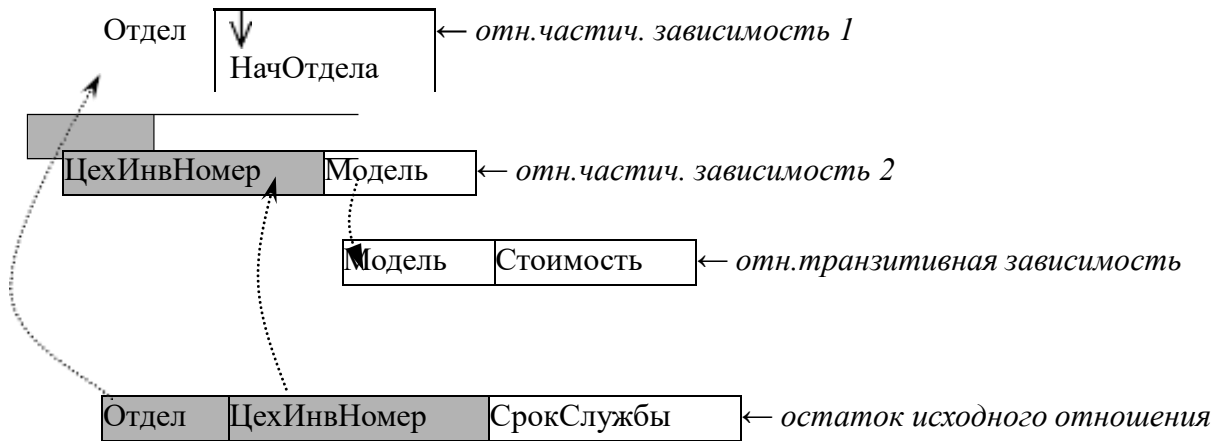 Отдел ← отн.частич. зависимость 1
НачОтдела
ЦехИнвНомер Модель ← отн.частич. зависимость 2
Модель Стоимость ← отн.транзитивная зависимость
Отдел ЦехИнвНомер СрокСлужбы ← остаток исходного отношения